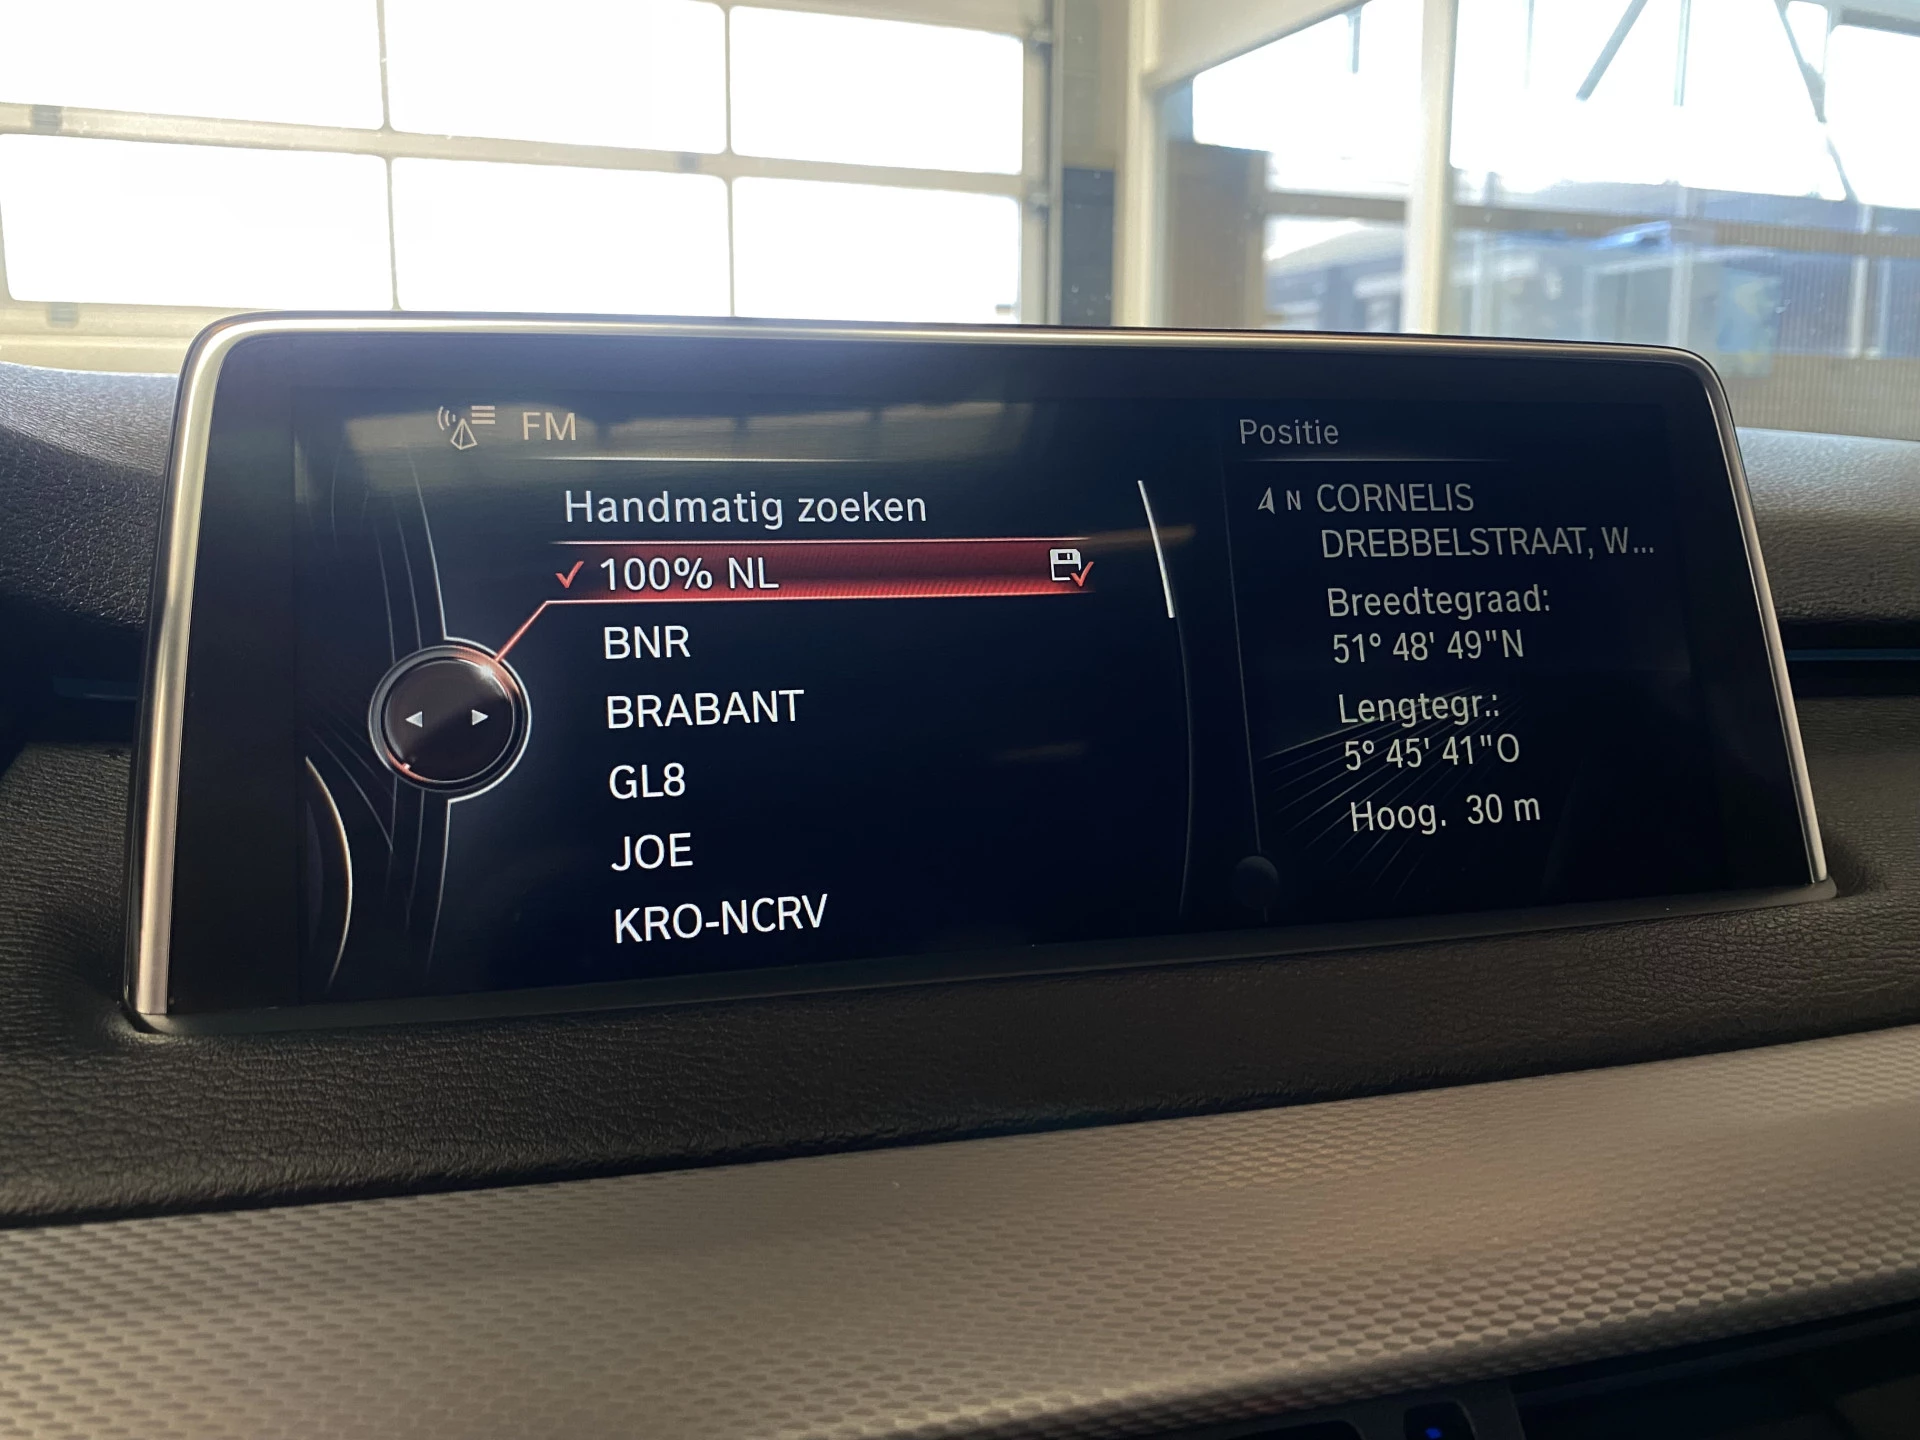 FM
Handmatig zoeken
100% NL
BNR
BRABANT
GL8
JOE
KRO-NCRV
Positie
N CORNELIS
DREBBELSTRAAT, W...
Breedtegraad:
51° 48' 49"N
Lengtegr.:
5° 45' 41"O
Hoog. 30 m